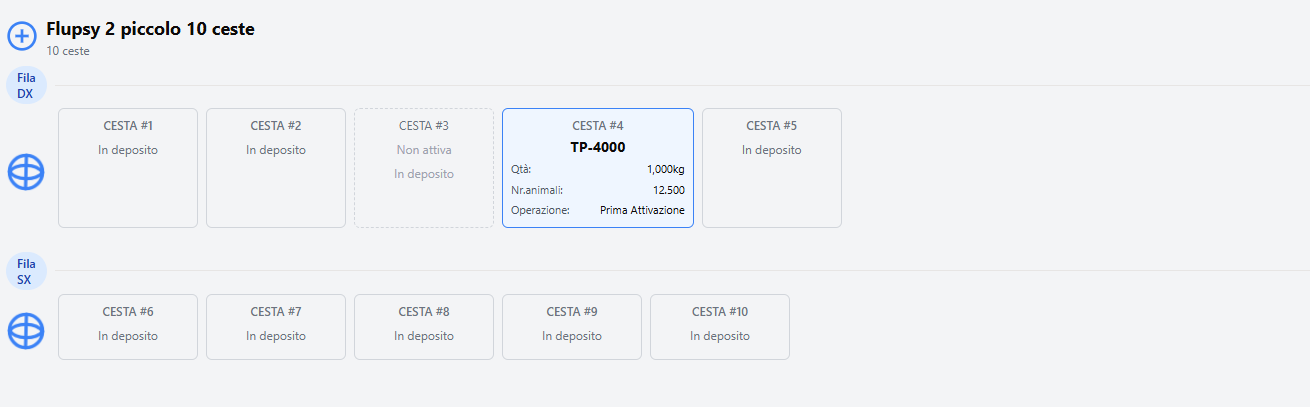 Flupsy 2 piccolo 10 ceste
10 ceste
Fila
DX
CESTA #1
In deposito
CESTA #2
In deposito
CESTA #3
Non attiva
In deposito
CESTA #4
TP-4000
Qtà: 1,000kg
Nr.animali: 12.500
Operazione: Prima Attivazione
CESTA #5
In deposito
Fila
SX
CESTA #6
In deposito
CESTA #7
In deposito
CESTA #8
In deposito
CESTA #9
In deposito
CESTA #10
In deposito